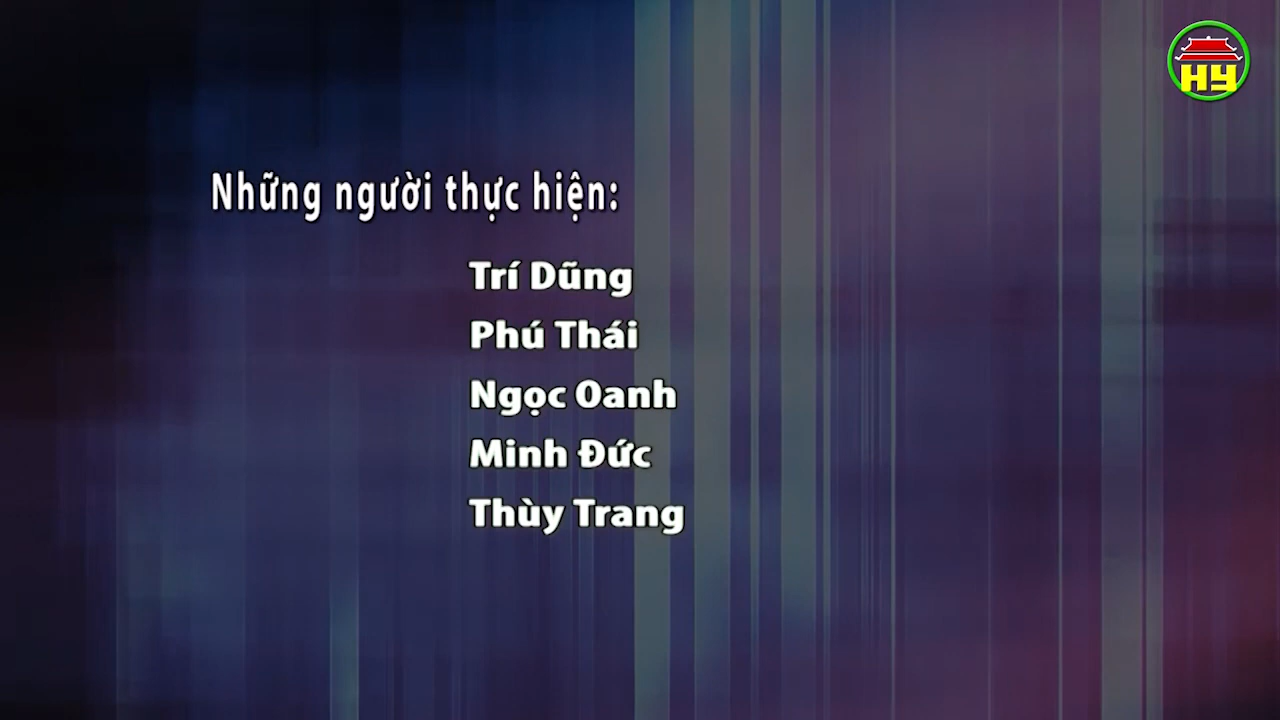 HY
Những người thực hiện:
Trí Dũng
Phú Thái
Ngọc Oanh
Minh Đức
Thùy Trang